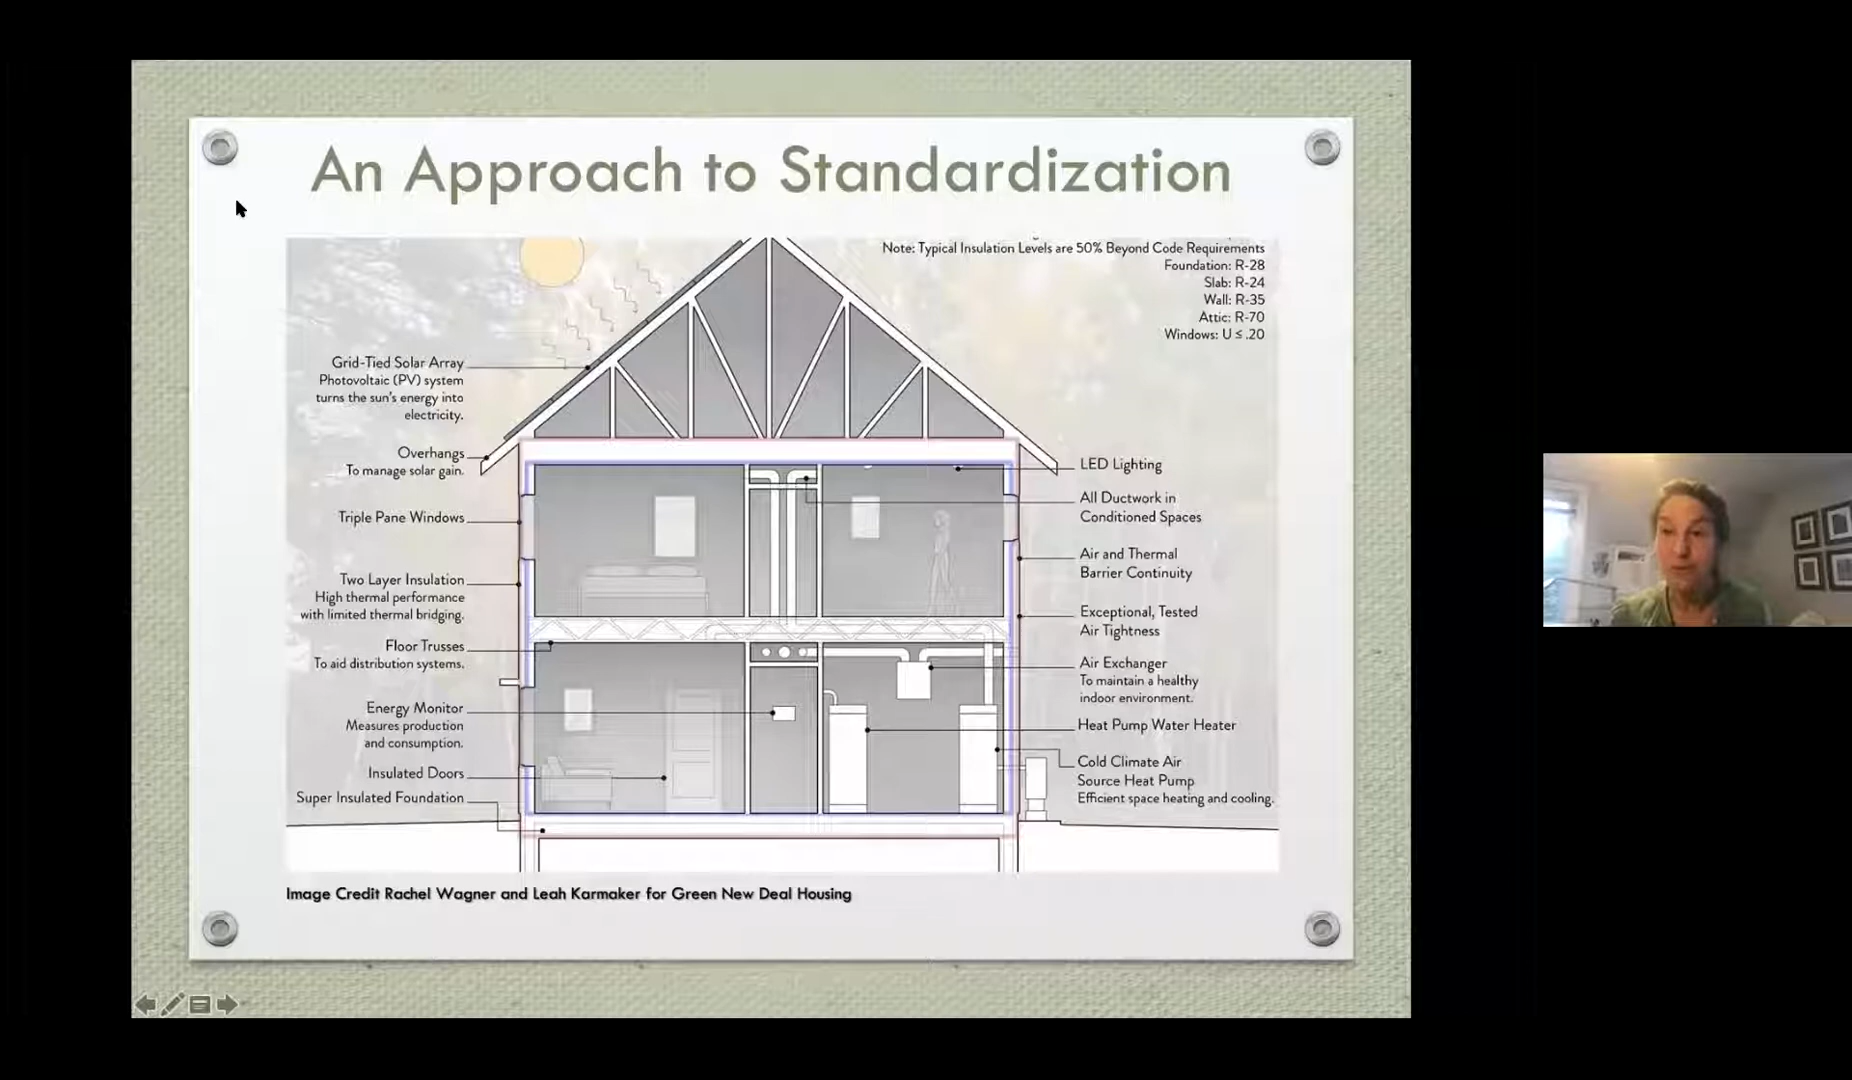 An Approach to Standardization
Note: Typical Insulation Levels are 50% Beyond Code Requirements
Foundation: R-28
Slab: R-24
Wall: R-35
Attic: R-70
Windows: U ≤ .20
Grid-Tied Solar Array
Photovoltaic (PV) system
turns the sun's energy into
electricity.
Overhangs
To manage solar gain.
Triple Pane Windows
Two Layer Insulation
High thermal performance
with limited thermal bridging.
Floor Trusses
To aid distribution systems.
Energy Monitor
Measures production
and consumption.
Insulated Doors
Super Insulated Foundation
LED Lighting
All Ductwork in
Conditioned Spaces
Air and Thermal
Barrier Continuity
Exceptional, Tested
Air Tightness
Air Exchanger
To maintain a healthy
indoor environment.
Heat Pump Water Heater
Cold Climate Air
Source Heat Pump
Efficient space heating and cooling.
Image Credit Rachel Wagner and Leah Karmaker for Green New Deal Housing